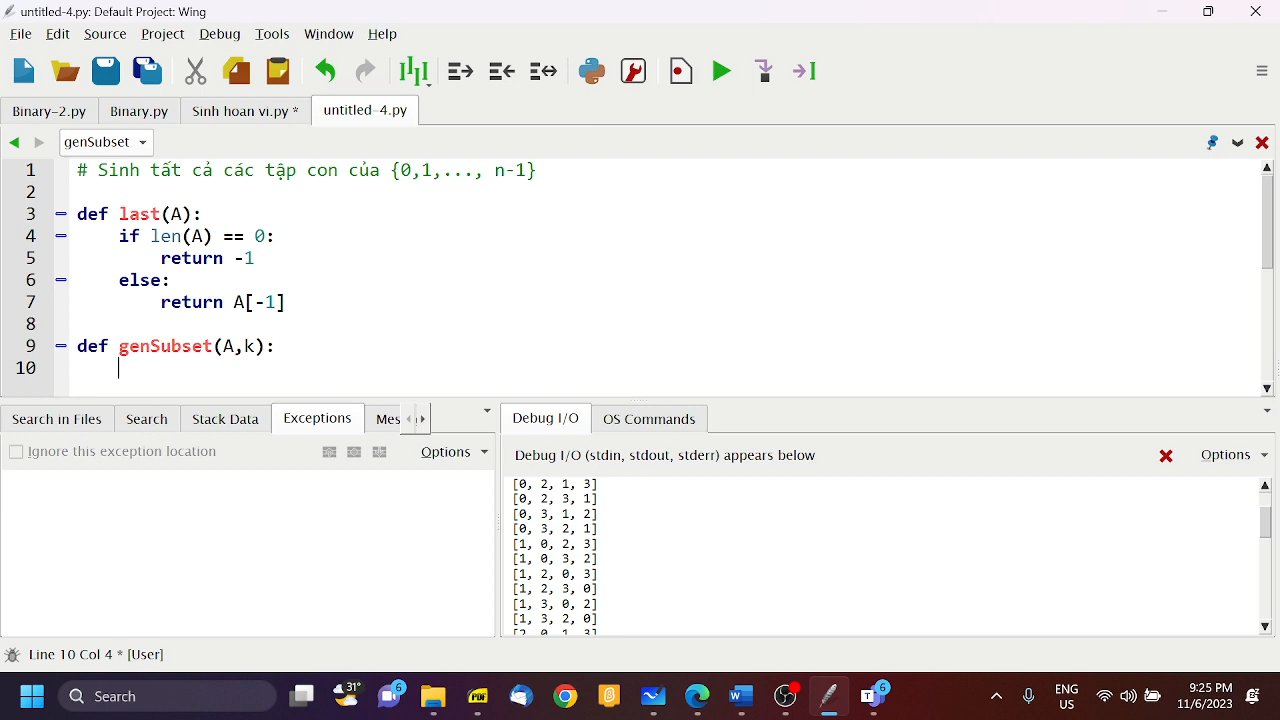 untitled-4.py: Default Project: Wing
File Edit Source Project Debug Tools Window Help
Binary-2.py Binary.py Sinh hoan vi.py * untitled-4.py
genSubset
1 # Sinh tất cả các tập con của {0,1,..., n-1}
2
3 def last(A):
4 if len(A) == 0:
5 return -1
6 else:
7 return A[-1]
8
9 def genSubset(A,k):
10
Search in Files Search Stack Data Exceptions Mes
Debug I/O OS Commands
Ignore this exception location Options
Debug I/O (stdin, stdout, stderr) appears below Options
[0, 2, 1, 3]
[0, 2, 3, 1]
[0, 3, 1, 2]
[0, 3, 2, 1]
[1, 0, 2, 3]
[1, 0, 3, 2]
[1, 2, 0, 3]
[1, 2, 3, 0]
[1, 3, 0, 2]
[1, 3, 2, 0]
[2, 0, 1, 3]
Line 10 Col 4 * [User]
Search 31° 6 PDF 6 ENG US 9:25 PM 11/6/2023